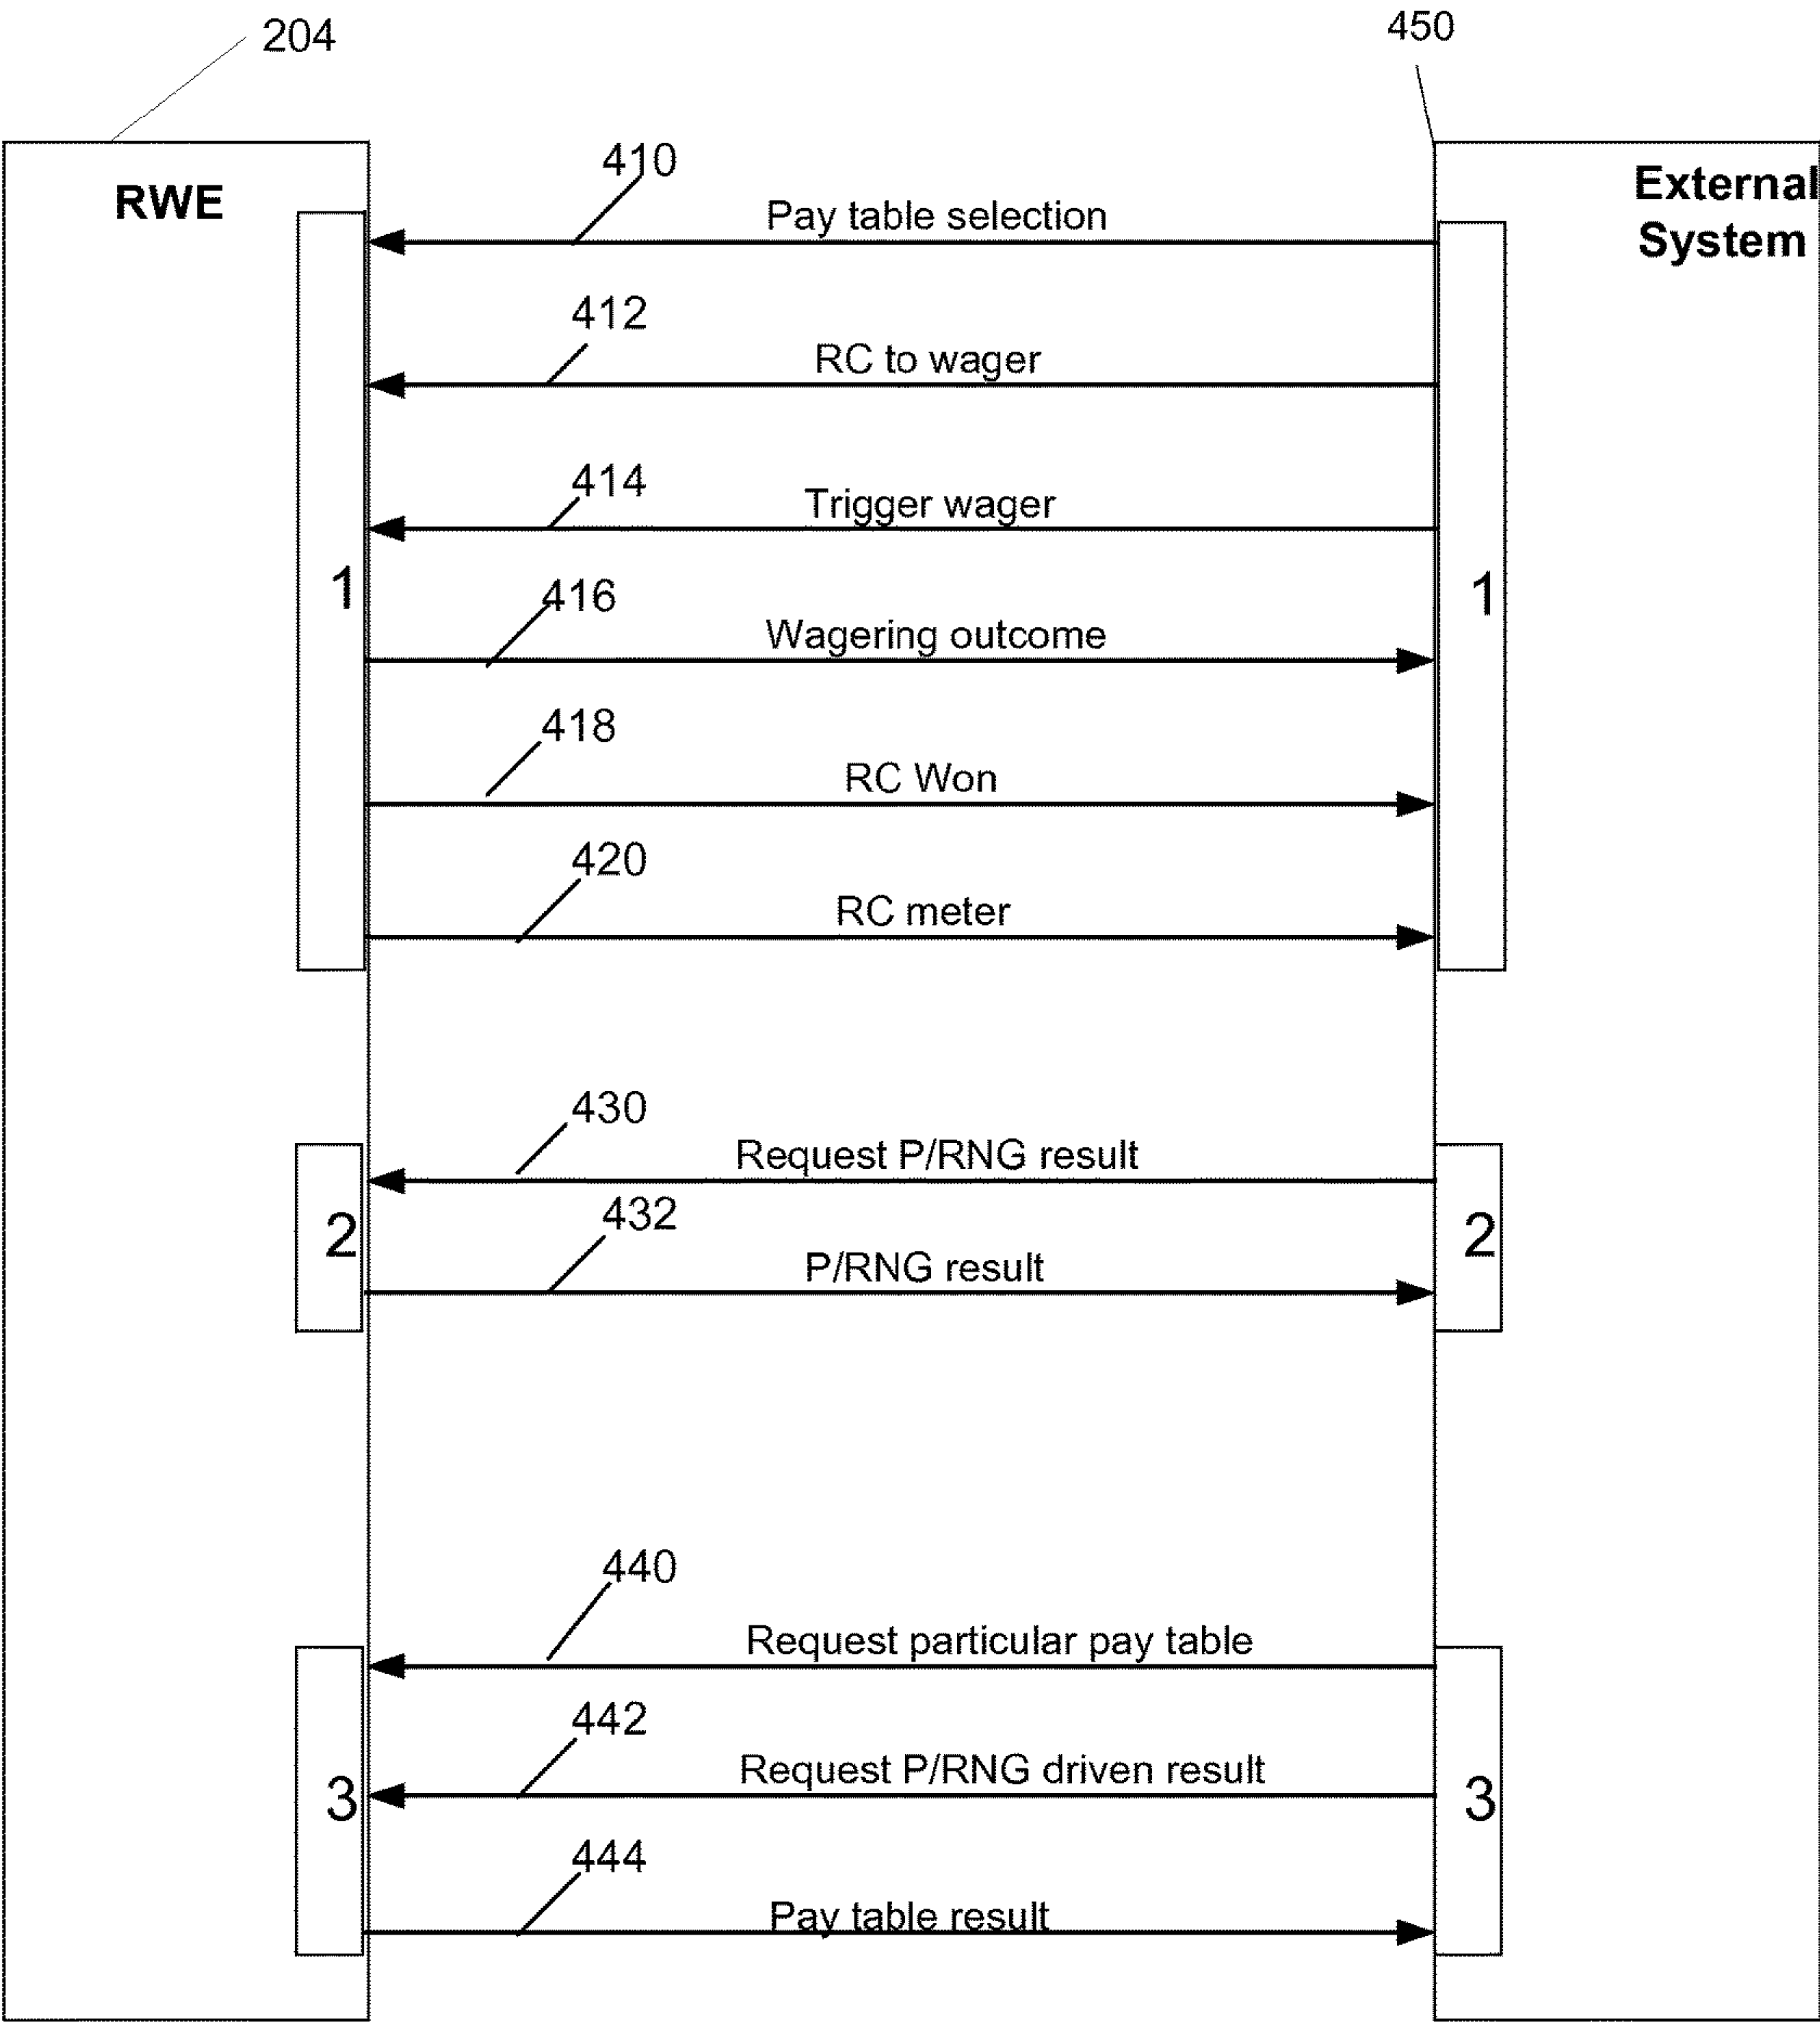 204
450
RWE
External
System
410
Pay table selection
412
RC to wager
414
Trigger wager
1
1
416
Wagering outcome
418
RC Won
420
RC meter
430
Request P/RNG result
432
2
2
P/RNG result
440
Request particular pay table
442
Request P/RNG driven result
3
3
444
Pay table result